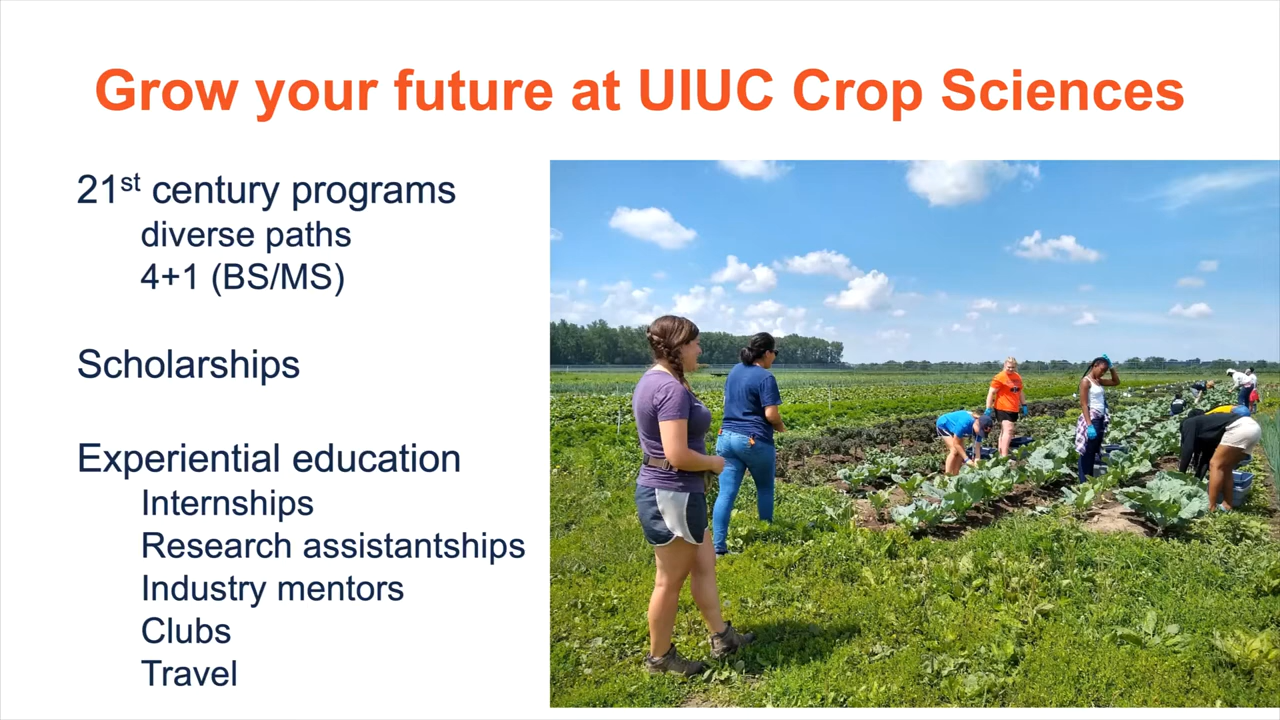 Grow your future at UIUC Crop Sciences
21st century programs
diverse paths
4+1 (BS/MS)
Scholarships
Experiential education
Internships
Research assistantships
Industry mentors
Clubs
Travel